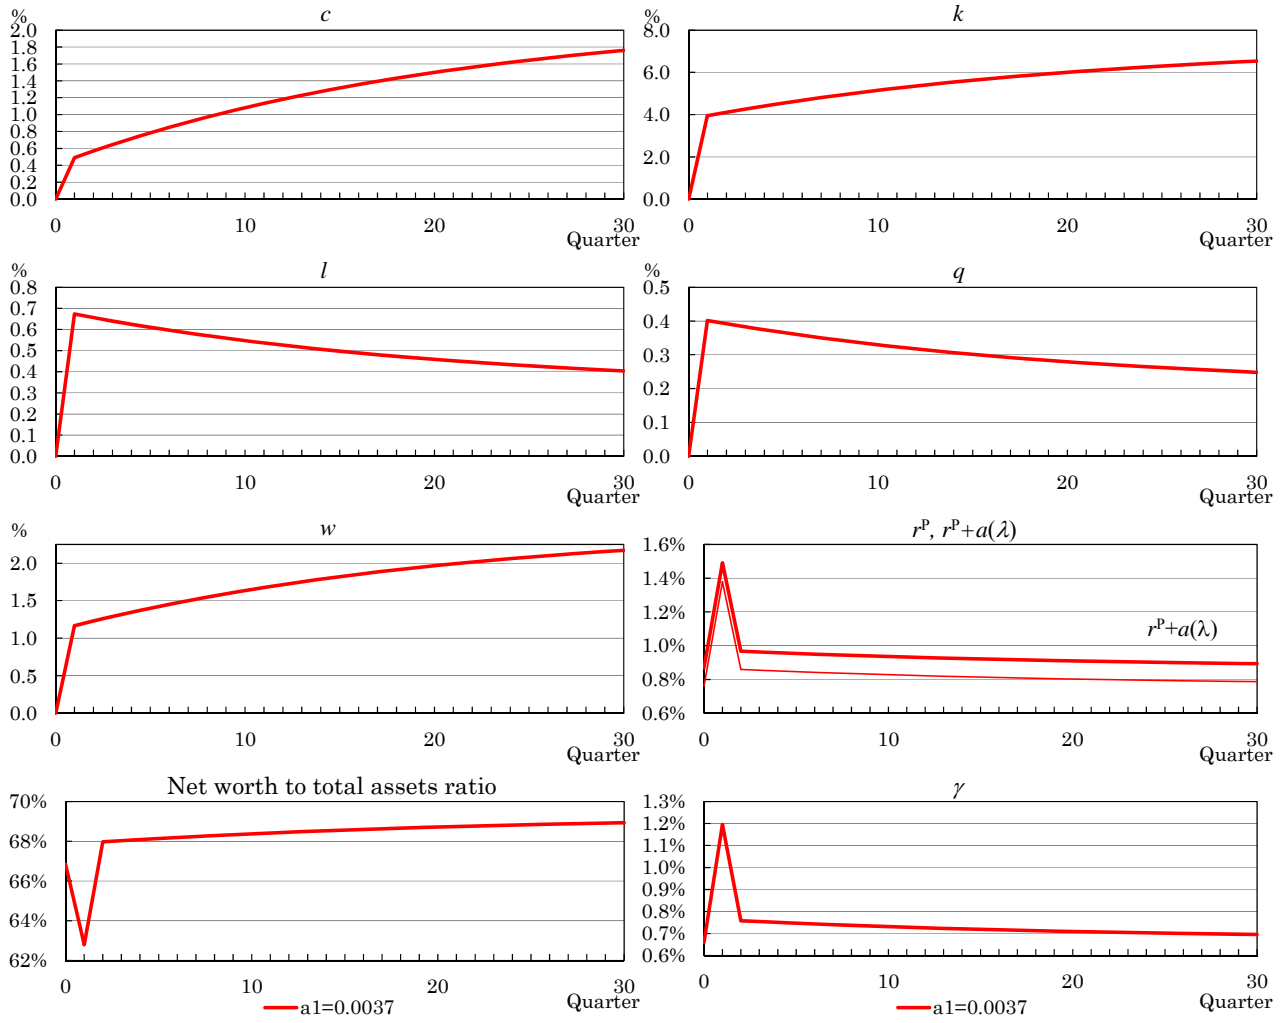 % c
2.0
1.8
1.6
1.4
1.2
1.0
0.8
0.6
0.4
0.2
0.0
0 10 20 30
Quarter
% k
8.0
6.0
4.0
2.0
0.0
0 10 20 30
Quarter
% l
0.8
0.7
0.6
0.5
0.4
0.3
0.2
0.1
0.0
0 10 20 30
Quarter
% q
0.5
0.4
0.3
0.2
0.1
0.0
0 10 20 30
Quarter
% w
2.0
1.5
1.0
0.5
0.0
0 10 20 30
Quarter
rᴾ, rᴾ+a(λ)
1.6%
1.4%
1.2%
1.0%
0.8%
0.6%
rᴾ+a(λ)
0 10 20 30
Quarter
Net worth to total assets ratio
70%
68%
66%
64%
62%
0 10 20 30
Quarter
a1=0.0037
γ
1.3%
1.2%
1.1%
1.0%
0.9%
0.8%
0.7%
0.6%
0 10 20 30
Quarter
a1=0.0037